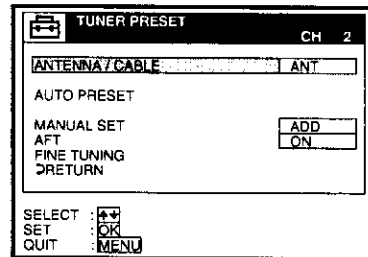 TUNER PRESET
CH 2
ANTENNA / CABLE ANT
AUTO PRESET
MANUAL SET ADD
AFT ON
FINE TUNING
⊃RETURN
SELECT : ↑↓
SET : OK
QUIT : MENU